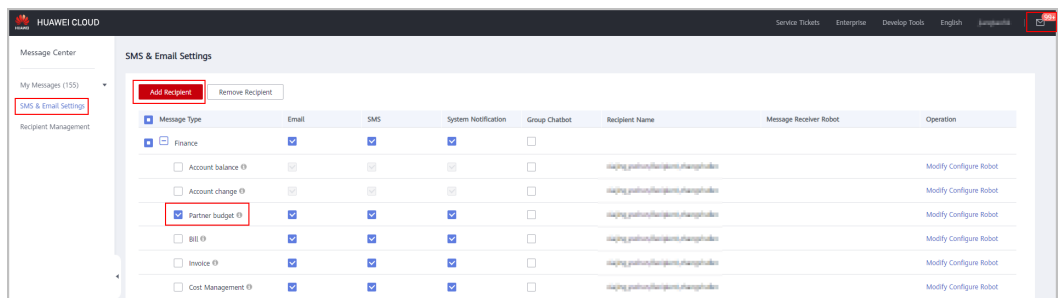 HUAWEI
HUAWEI CLOUD
Service Tickets Enterprise Develop Tools English
99+
Message Center
SMS & Email Settings
My Messages (155)
SMS & Email Settings
Recipient Management
Add Recipient Remove Recipient
Message Type Email SMS System Notification Group Chatbot Recipient Name Message Receiver Robot Operation
Finance
Account balance Modify Configure Robot
Account change Modify Configure Robot
Partner budget Modify Configure Robot
Bill Modify Configure Robot
Invoice Modify Configure Robot
Cost Management Modify Configure Robot